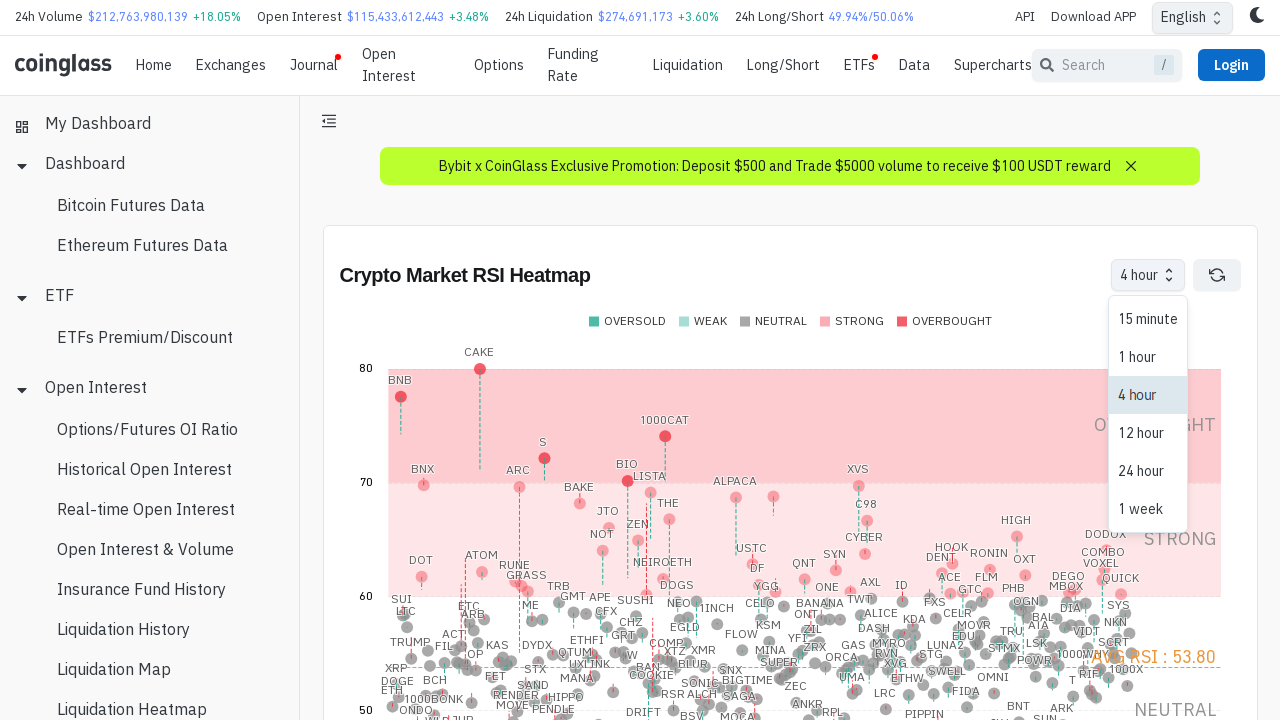 24h Volume $212,763,980,139 +18.05% Open Interest $115,433,612,443 +3.48% 24h Liquidation $274,691,173 +3.60% 24h Long/Short 49.94%/50.06% API Download APP English
coinglass Home Exchanges Journal Open Interest Options Funding Rate Liquidation Long/Short ETFs Data Supercharts Search / Login
My Dashboard
Dashboard
Bitcoin Futures Data
Ethereum Futures Data
ETF
ETFs Premium/Discount
Open Interest
Options/Futures OI Ratio
Historical Open Interest
Real-time Open Interest
Open Interest & Volume
Insurance Fund History
Liquidation History
Liquidation Map
Liquidation Heatmap
Bybit x CoinGlass Exclusive Promotion: Deposit $500 and Trade $5000 volume to receive $100 USDT reward
Crypto Market RSI Heatmap
4 hour
15 minute
1 hour
4 hour
12 hour
24 hour
1 week
OVERSOLD WEAK NEUTRAL STRONG OVERBOUGHT
CAKE
80
BNB
1000CAT
S
BNX ARC BIO LISTA XVS
70
BAKE ALPACA
JTO THE C98
NOT ZEN HIGH
CYBER DODOX
STRONG
DOT ATOM NEIROETH USTC QNT SYN HOOK DENT RONIN OXT COMBO VOXEL
RUNE GRASS TRB DOGS DF YGG ONE AXL ID ACE FLM PHB DEGO MBOX QUICK
60
SUI LTC ETC ARB ME GMT APE CFX SUSHI NEO 1INCH CELO BANANA ONT TWT ALICE FXS GTC CELR OGN BAL DIA SYS
CHZ EGLD KSM DASH KDA MOVR TRU ATA VIDT NKN
TRUMP ACT FIL KAS DYDX ETHFI GRT COMP FLOW MINA YFI ZIL ZRX GAS MYRO EDU LUNA2 STMX LSK SCRT
AVG RSI : 53.80
XRP OP QTUM W XTZ XMR SUPER ORCA RVN STG POWR 1000WHY
DOGE ETH BCH FET STX UXLINK MANA BAN COOKIE BLUR SNX BIGTIME UMA XVG ETHW SWELL OMNI T RIF 1000X
ONDO 1000BONK RENDER SAND MOVE HIPPO RSR ALCH SONIC SAGA ZEC LRC FIDA
50
PENDLE DRIFT BSV MOCA ANKR RPL PIPPIN BNT SUN ARK
NEUTRAL